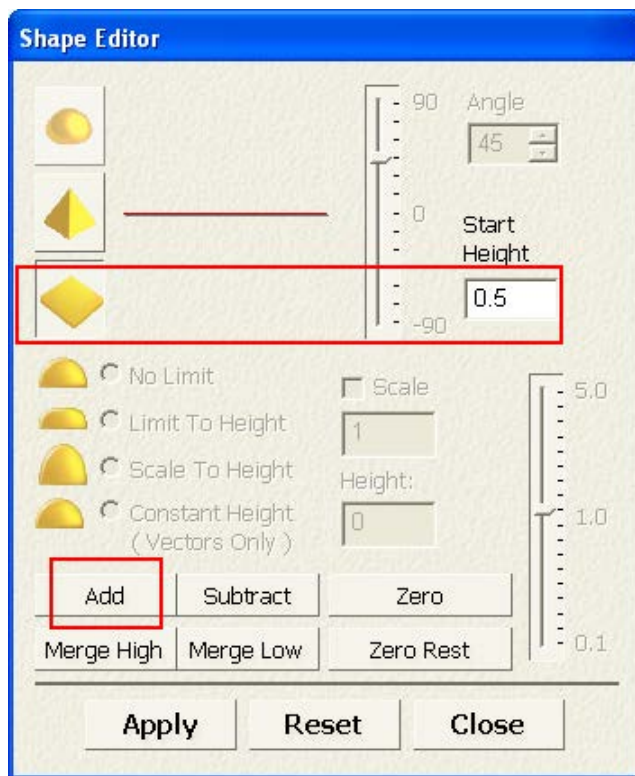 Shape Editor
90
Angle
45
0
Start
Height
0.5
-90
No Limit
Limit To Height
Scale To Height
Constant Height
( Vectors Only )
Scale
1
Height:
0
5.0
1.0
0.1
Add Subtract Zero
Merge High Merge Low Zero Rest
Apply Reset Close